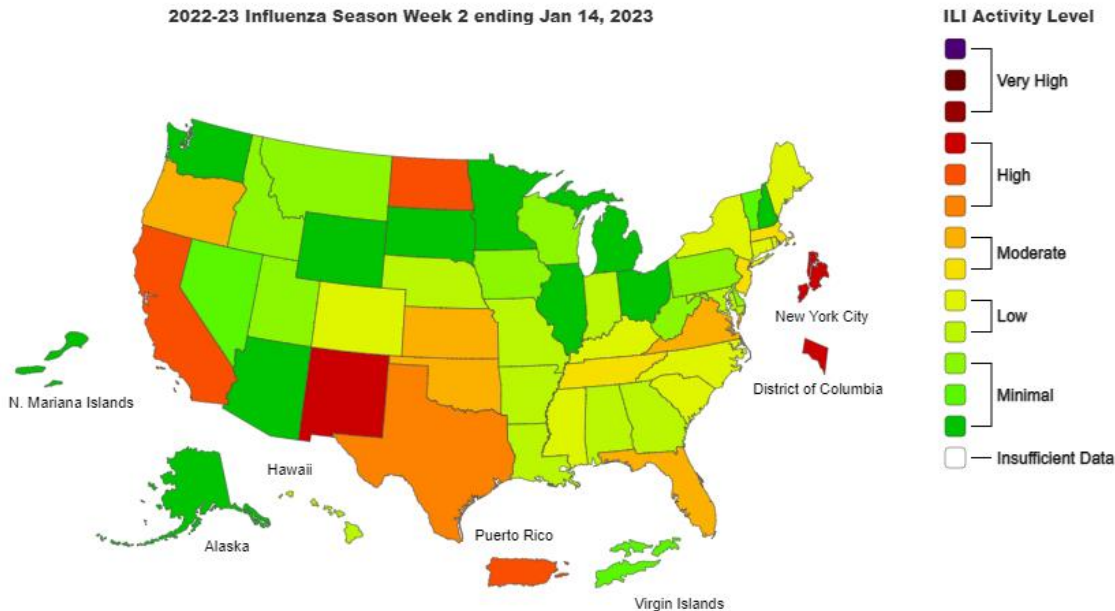 2022-23 Influenza Season Week 2 ending Jan 14, 2023
ILI Activity Level
Very High
High
Moderate
Low
Minimal
Insufficient Data
New York City
District of Columbia
N. Mariana Islands
Hawaii
Alaska
Puerto Rico
Virgin Islands